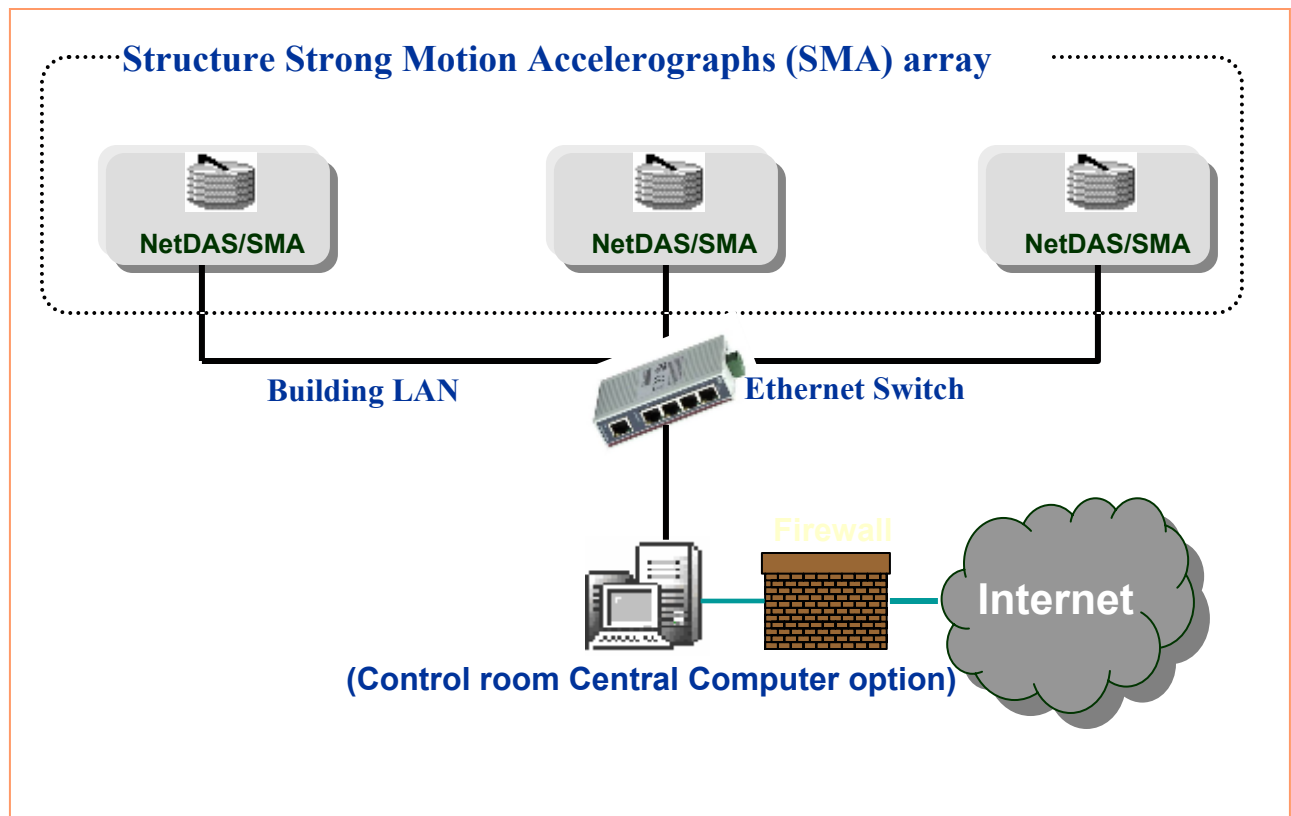 Structure Strong Motion Accelerographs (SMA) array
NetDAS/SMA
NetDAS/SMA
NetDAS/SMA
Building LAN
Ethernet Switch
Firewall
Internet
(Control room Central Computer option)